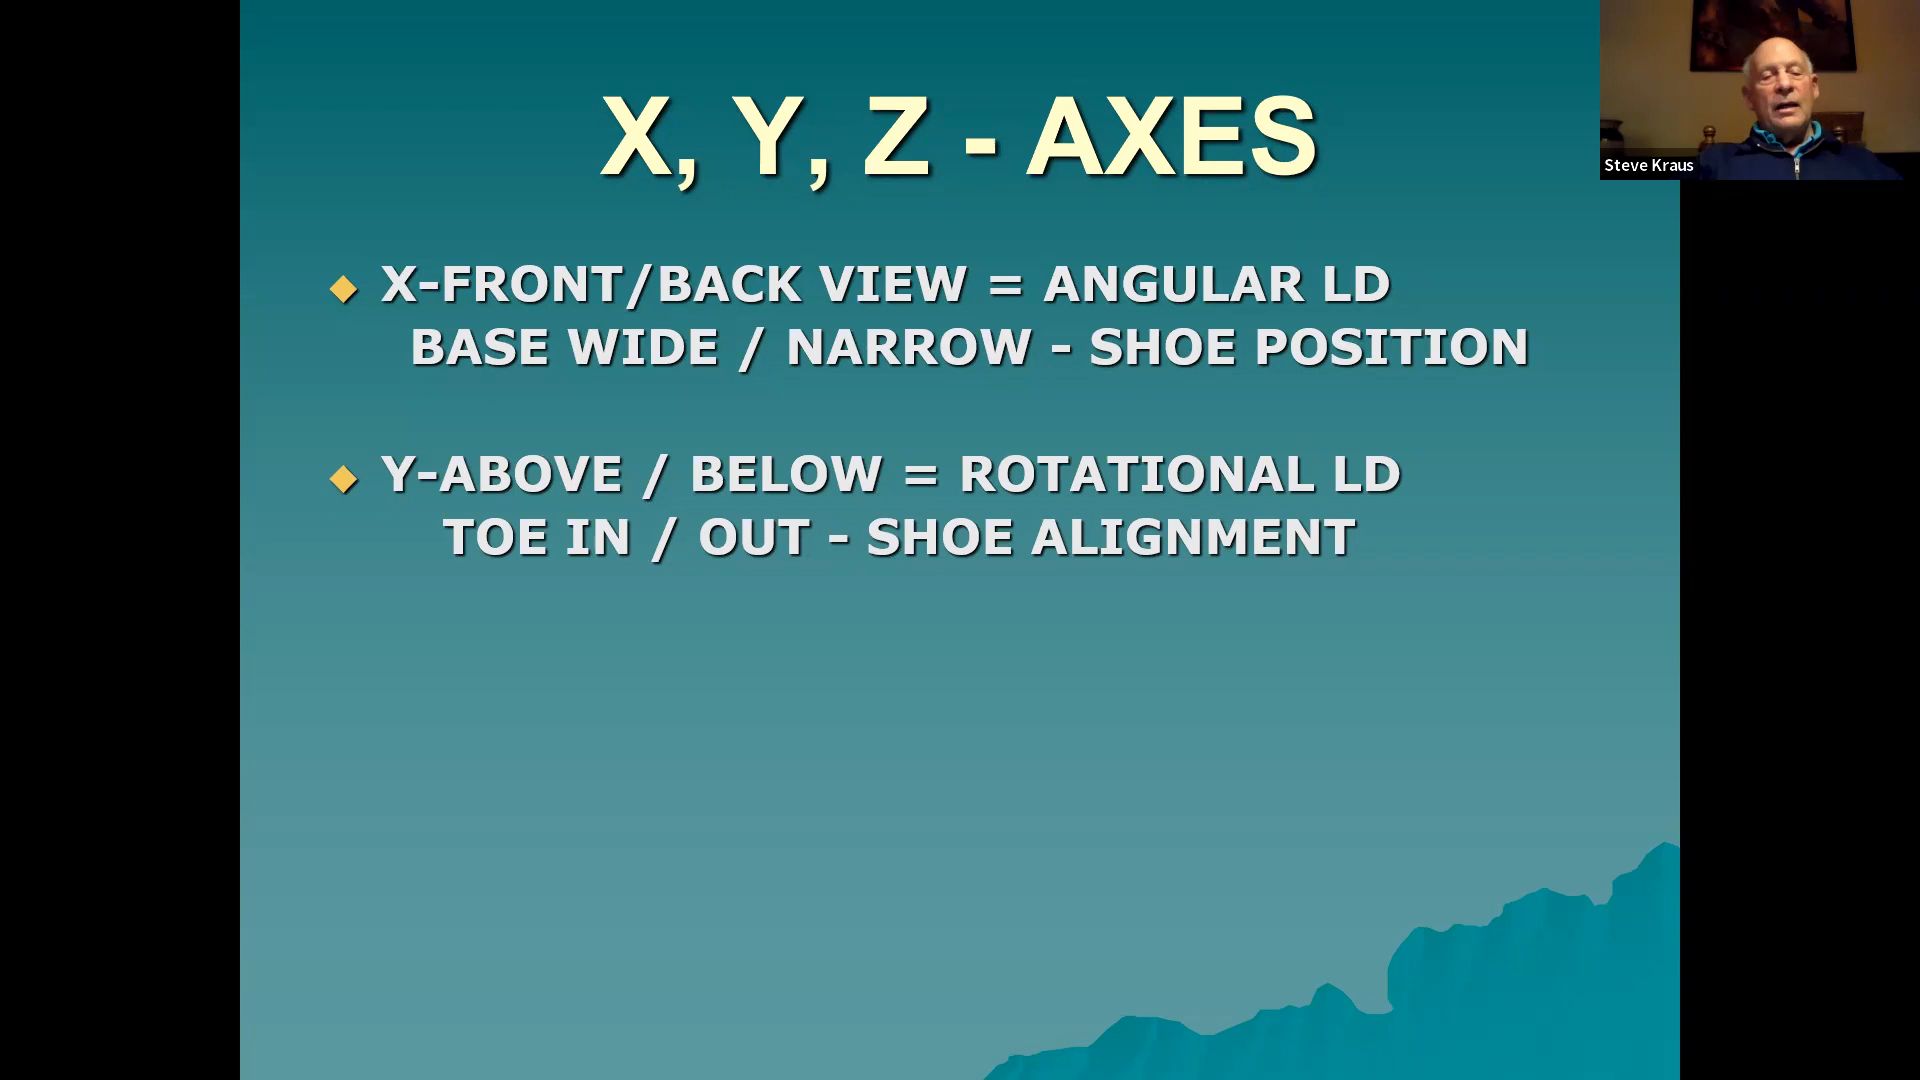 X, Y, Z - AXES
Steve Kraus
X-FRONT/BACK VIEW = ANGULAR LD
BASE WIDE / NARROW - SHOE POSITION
Y-ABOVE / BELOW = ROTATIONAL LD
TOE IN / OUT - SHOE ALIGNMENT